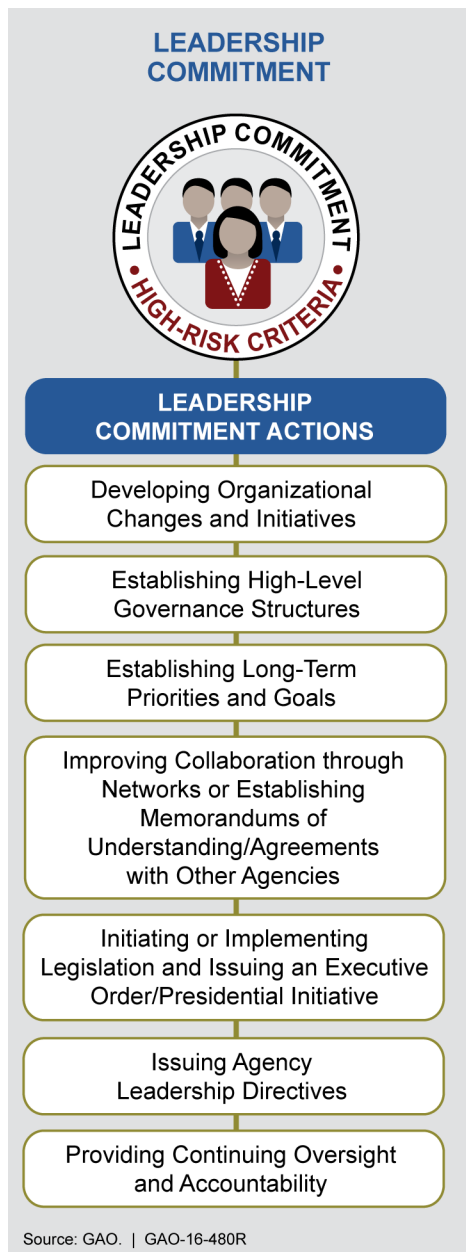 LEADERSHIP
COMMITMENT
LEADERSHIP COMMITMENT
• HIGH-RISK CRITERIA •
LEADERSHIP
COMMITMENT ACTIONS
Developing Organizational
Changes and Initiatives
Establishing High-Level
Governance Structures
Establishing Long-Term
Priorities and Goals
Improving Collaboration through
Networks or Establishing
Memorandums of
Understanding/Agreements
with Other Agencies
Initiating or Implementing
Legislation and Issuing an Executive
Order/Presidential Initiative
Issuing Agency
Leadership Directives
Providing Continuing Oversight
and Accountability
Source: GAO. | GAO-16-480R